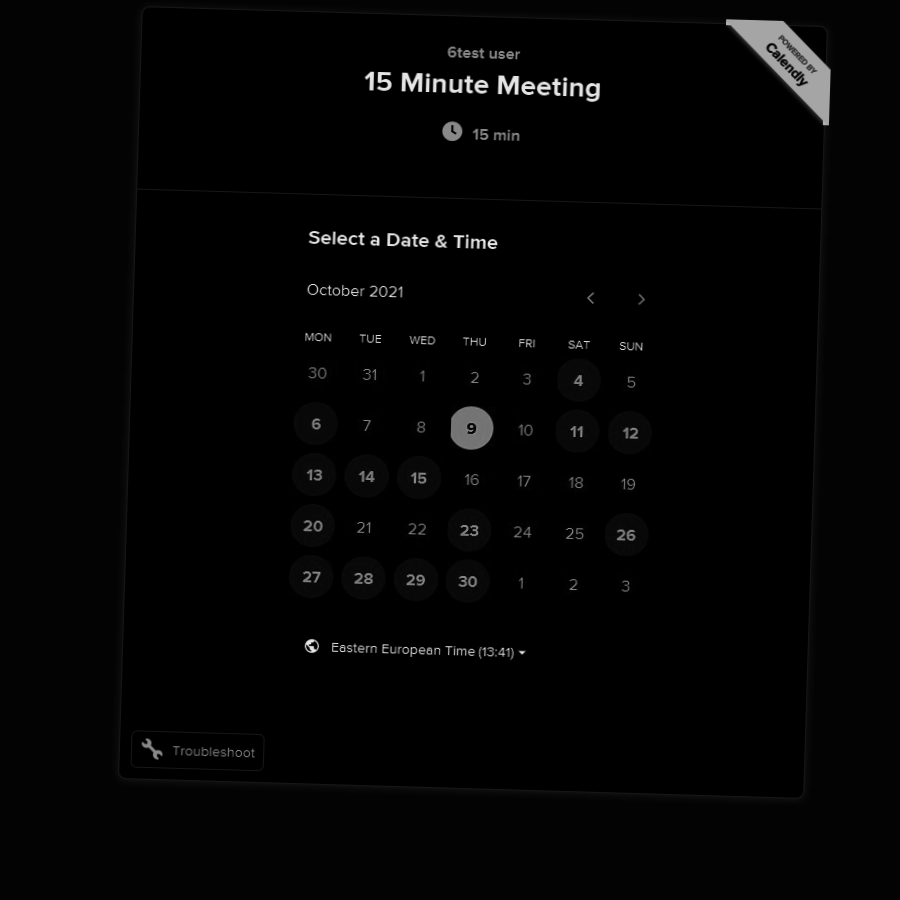 6test user
15 Minute Meeting
15 min
POWERED BY
Calendly
Select a Date & Time
October 2021
MON TUE WED THU FRI SAT SUN
30 31 1 2 3 4 5
6 7 8 9 10 11 12
13 14 15 16 17 18 19
20 21 22 23 24 25 26
27 28 29 30 1 2 3
Eastern European Time (13:41)
Troubleshoot